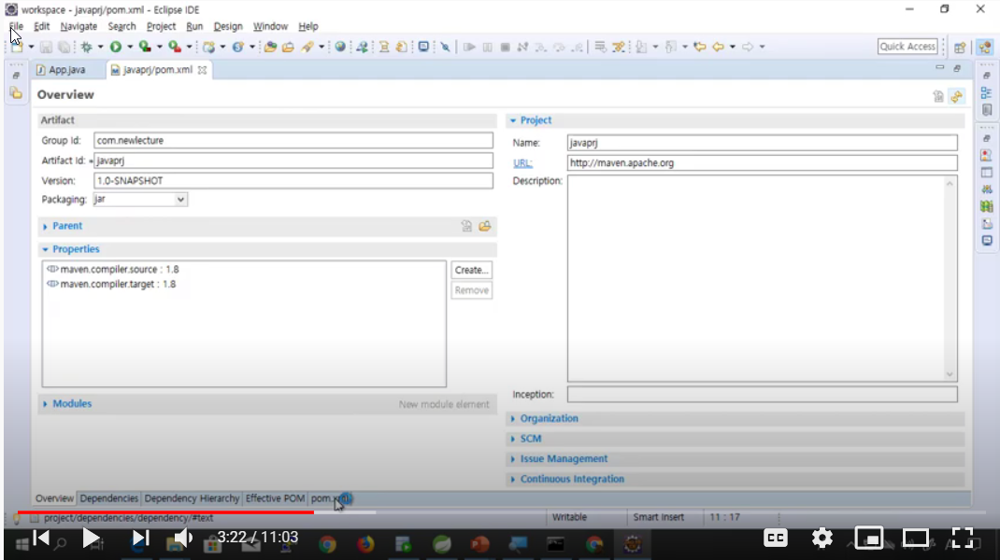 workspace - javaprj/pom.xml - Eclipse IDE
File Edit Navigate Search Project Run Design Window Help
Quick Access
App.java
javaprj/pom.xml
Overview
Artifact
Group Id: com.newlecture
Artifact Id: * javaprj
Version: 1.0-SNAPSHOT
Packaging: jar
Parent
Properties
maven.compiler.source : 1.8
maven.compiler.target : 1.8
Create...
Remove
Modules
New module element
Project
Name: javaprj
URL: http://maven.apache.org
Description:
Inception:
Organization
SCM
Issue Management
Continuous Integration
Overview Dependencies Dependency Hierarchy Effective POM
project/dependencies/dependency/#text
Writable
Smart Insert
11 : 17
3:22 / 11:03
CC